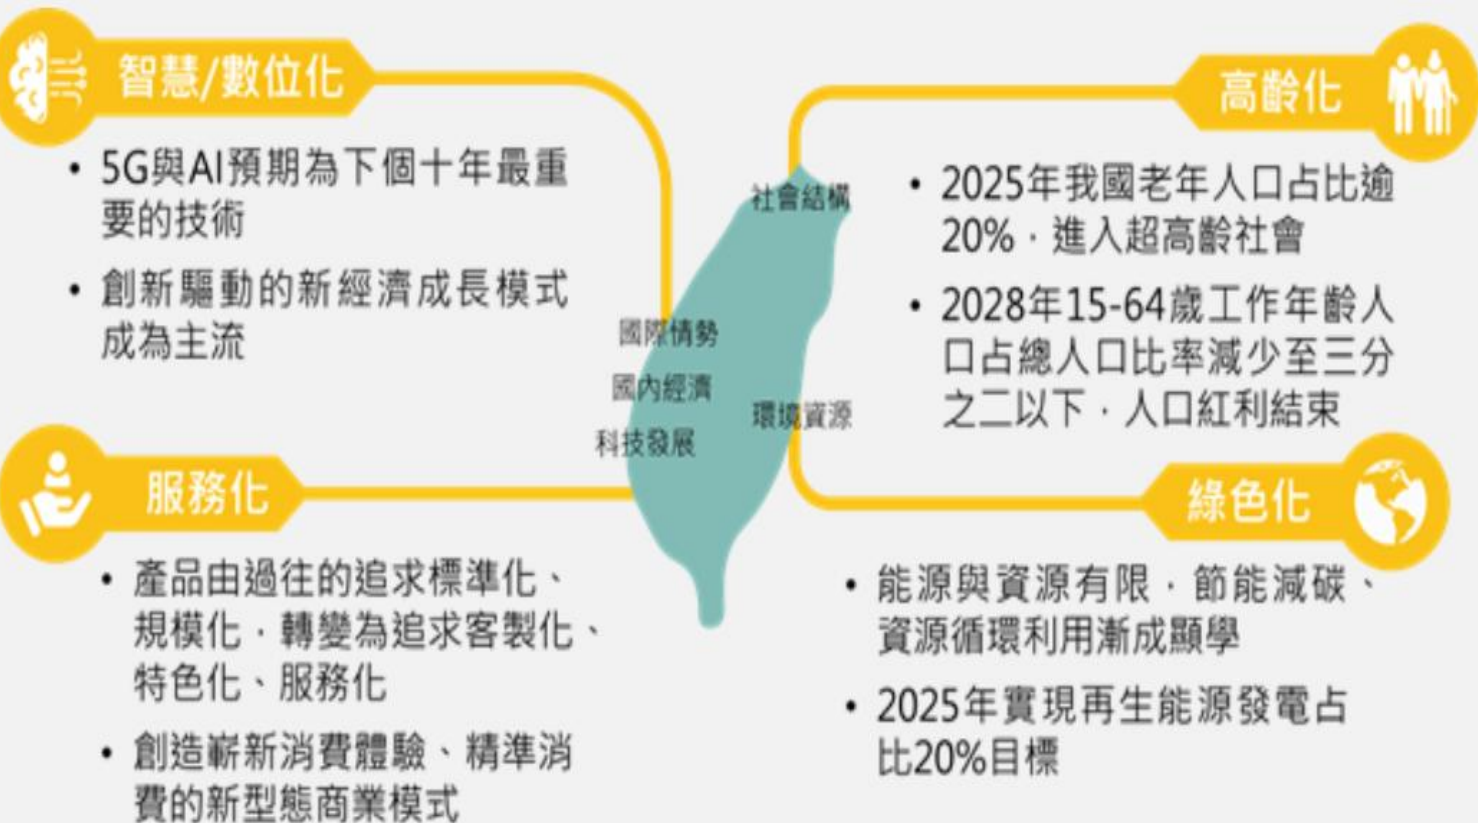 智慧/數位化
• 5G與AI預期為下個十年最重
要的技術
• 創新驅動的新經濟成長模式
成為主流
高齡化
• 2025年我國老年人口占比逾
20%，進入超高齡社會
• 2028年15-64歲工作年齡人
口占總人口比率減少至三分
之二以下，人口紅利結束
社會結構
國際情勢
國內經濟
科技發展
環境資源
服務化
• 產品由過往的追求標準化、
規模化，轉變為追求客製化、
特色化、服務化
• 創造嶄新消費體驗、精準消
費的新型態商業模式
綠色化
• 能源與資源有限，節能減碳、
資源循環利用漸成顯學
• 2025年實現再生能源發電占
比20%目標